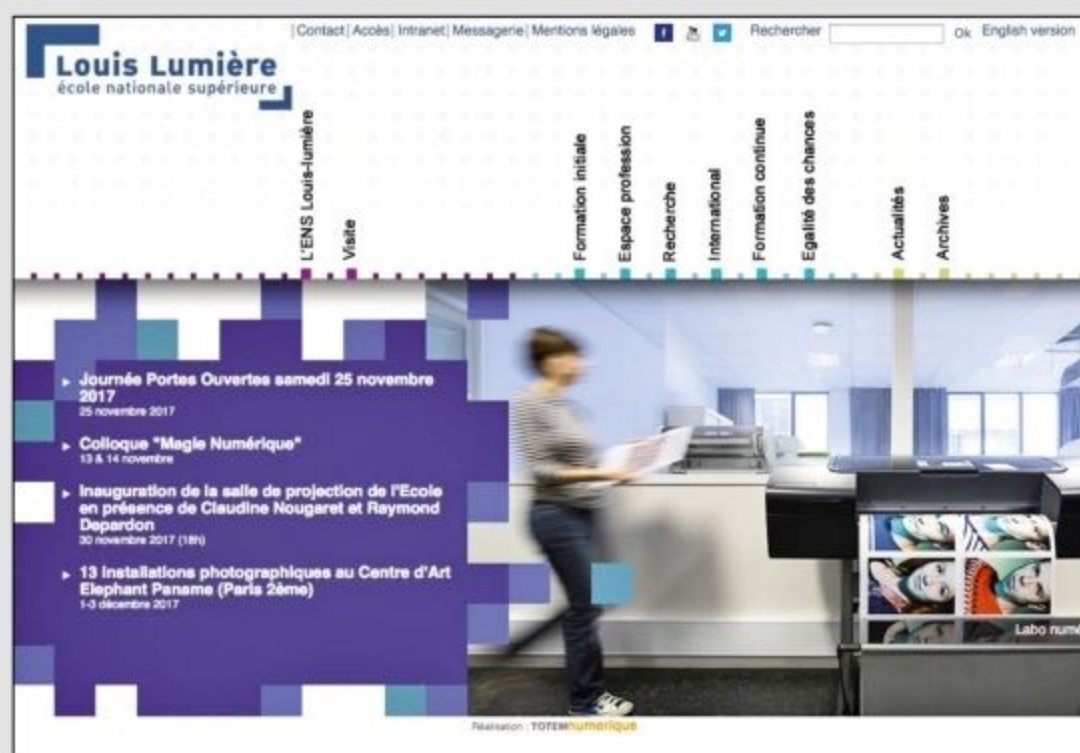 |Contact| Accès| Intranet| Messagerie| Mentions légales Rechercher Ok English version
Louis Lumière
école nationale supérieure
L'ENS Louis-lumière
Visite
Formation initiale
Espace profession
Recherche
International
Formation continue
Egalité des chances
Actualités
Archives
Journée Portes Ouvertes samedi 25 novembre
2017
25 novembre 2017
Colloque "Magie Numérique"
13 & 14 novembre
Inauguration de la salle de projection de l'Ecole
en présence de Claudine Nougaret et Raymond
Depardon
30 novembre 2017 (18h)
13 installations photographiques au Centre d'Art
Elephant Paname (Paris 2ème)
1-3 décembre 2017
Labo numé
Réalisation : TOTEMnumerique